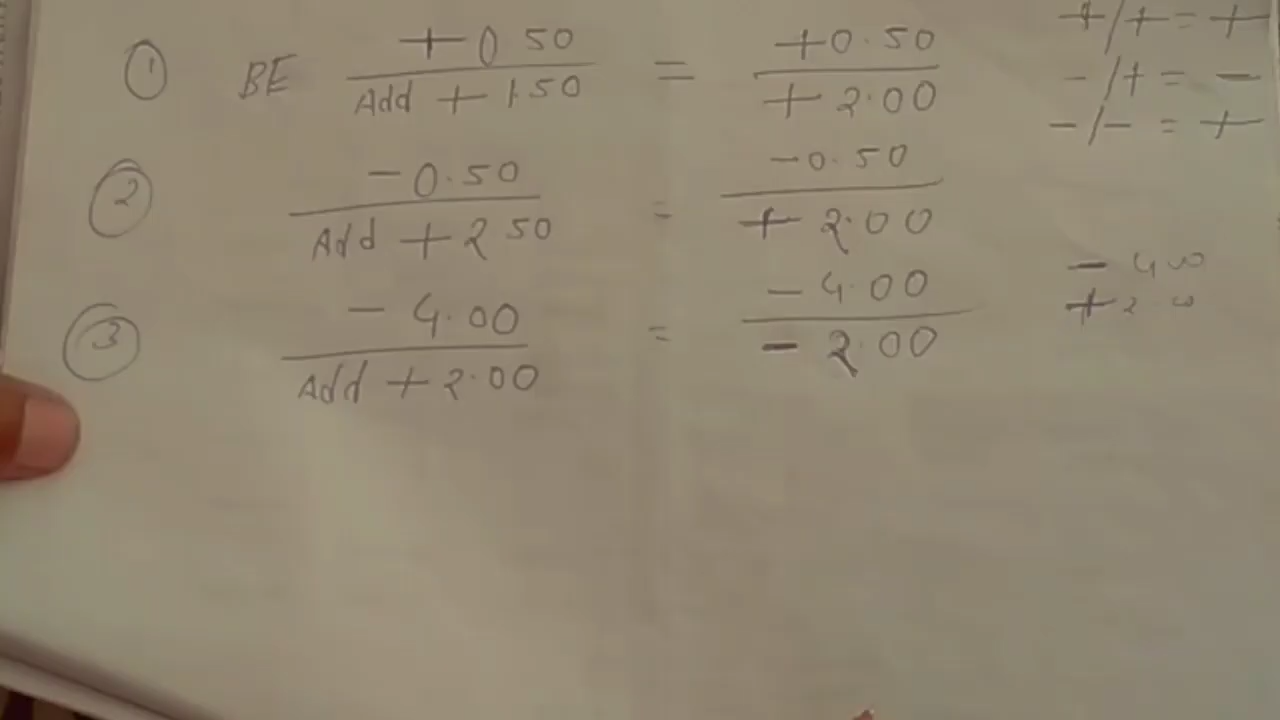 ① BE +0.50 = +0.50
Add +1.50 +2.00
② -0.50 = -0.50
Add +2.50 +2.00
③ -4.00 = -4.00
Add +2.00 -2.00
+/+ = +
-/+ = -
-/- = +
-4.00
+2.00